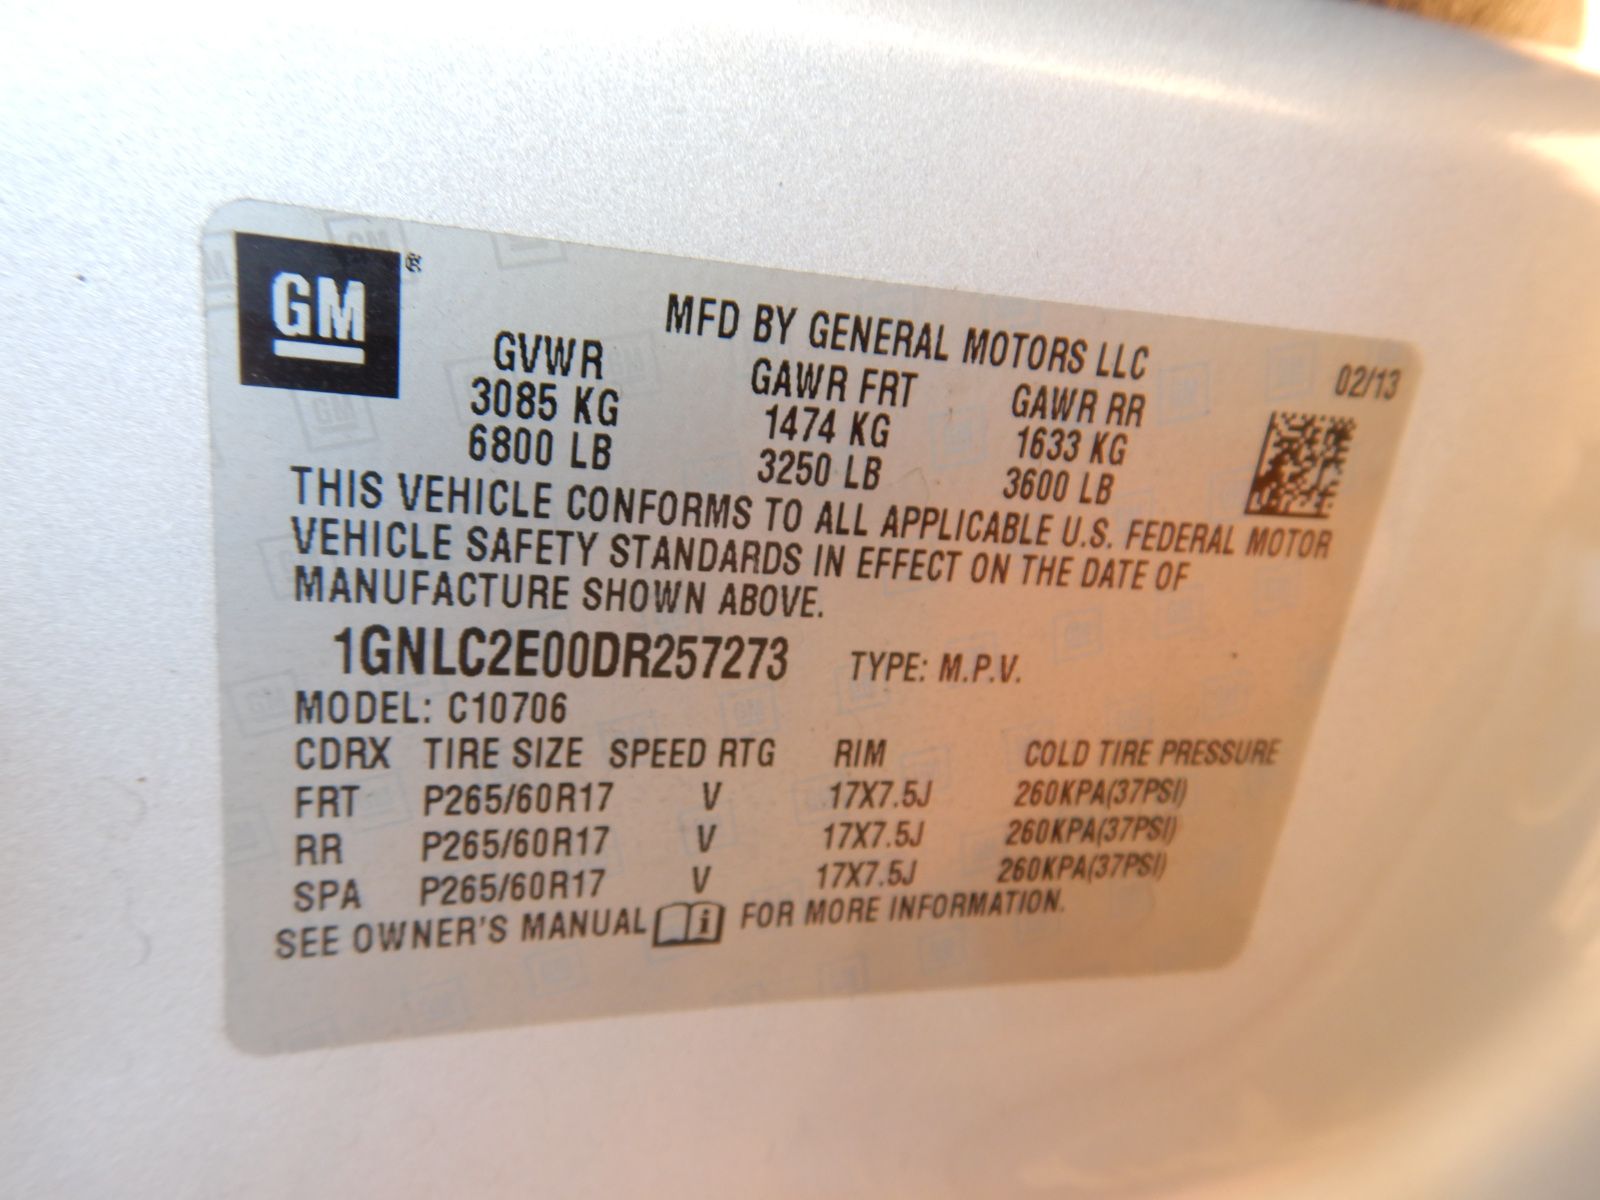 GM ®
MFD BY GENERAL MOTORS LLC
02/13
GVWR GAWR FRT GAWR RR
3085 KG 1474 KG 1633 KG
6800 LB 3250 LB 3600 LB
THIS VEHICLE CONFORMS TO ALL APPLICABLE U.S. FEDERAL MOTOR
VEHICLE SAFETY STANDARDS IN EFFECT ON THE DATE OF
MANUFACTURE SHOWN ABOVE.
1GNLC2E00DR257273 TYPE: M.P.V.
MODEL: C10706
CDRX TIRE SIZE SPEED RTG RIM COLD TIRE PRESSURE
FRT P265/60R17 V 17X7.5J 260KPA(37PSI)
RR P265/60R17 V 17X7.5J 260KPA(37PSI)
SPA P265/60R17 V 17X7.5J 260KPA(37PSI)
SEE OWNER'S MANUAL i FOR MORE INFORMATION.